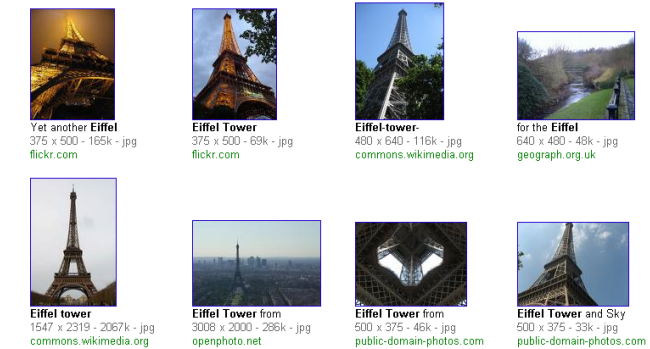 Yet another Eiffel
375 x 500 - 165k - jpg
flickr.com
Eiffel Tower
375 x 500 - 69k - jpg
flickr.com
Eiffel-tower-
480 x 640 - 116k - jpg
commons.wikimedia.org
for the Eiffel
640 x 480 - 48k - jpg
geograph.org.uk
Eiffel tower
1547 x 2319 - 2067k - jpg
commons.wikimedia.org
Eiffel Tower from
3008 x 2000 - 286k - jpg
openphoto.net
Eiffel Tower from
500 x 375 - 46k - jpg
public-domain-photos.com
Eiffel Tower and Sky
500 x 375 - 33k - jpg
public-domain-photos.com